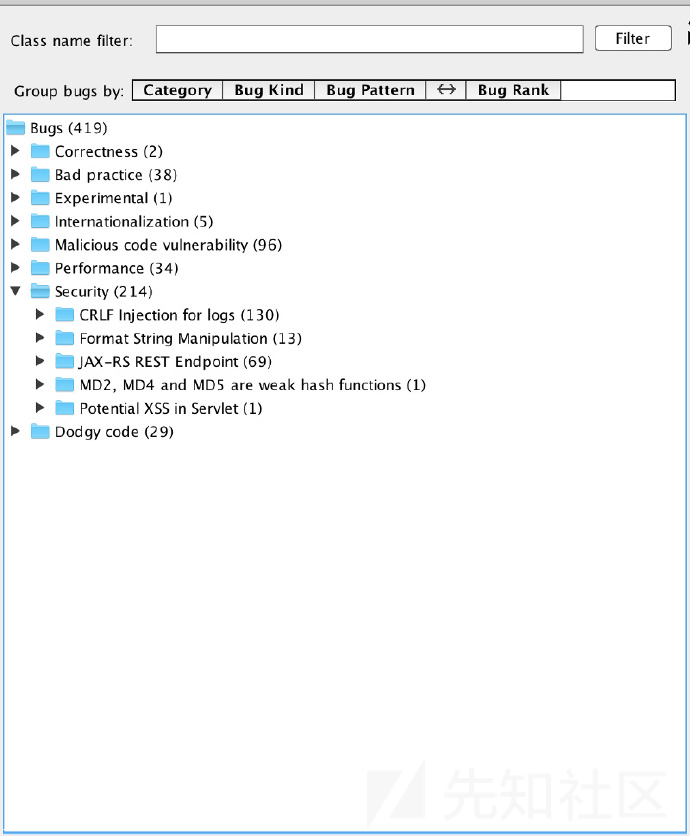 Class name filter: Filter
Group bugs by: Category Bug Kind Bug Pattern ↔ Bug Rank
Bugs (419)
Correctness (2)
Bad practice (38)
Experimental (1)
Internationalization (5)
Malicious code vulnerability (96)
Performance (34)
Security (214)
CRLF Injection for logs (130)
Format String Manipulation (13)
JAX-RS REST Endpoint (69)
MD2, MD4 and MD5 are weak hash functions (1)
Potential XSS in Servlet (1)
Dodgy code (29)
先知社区